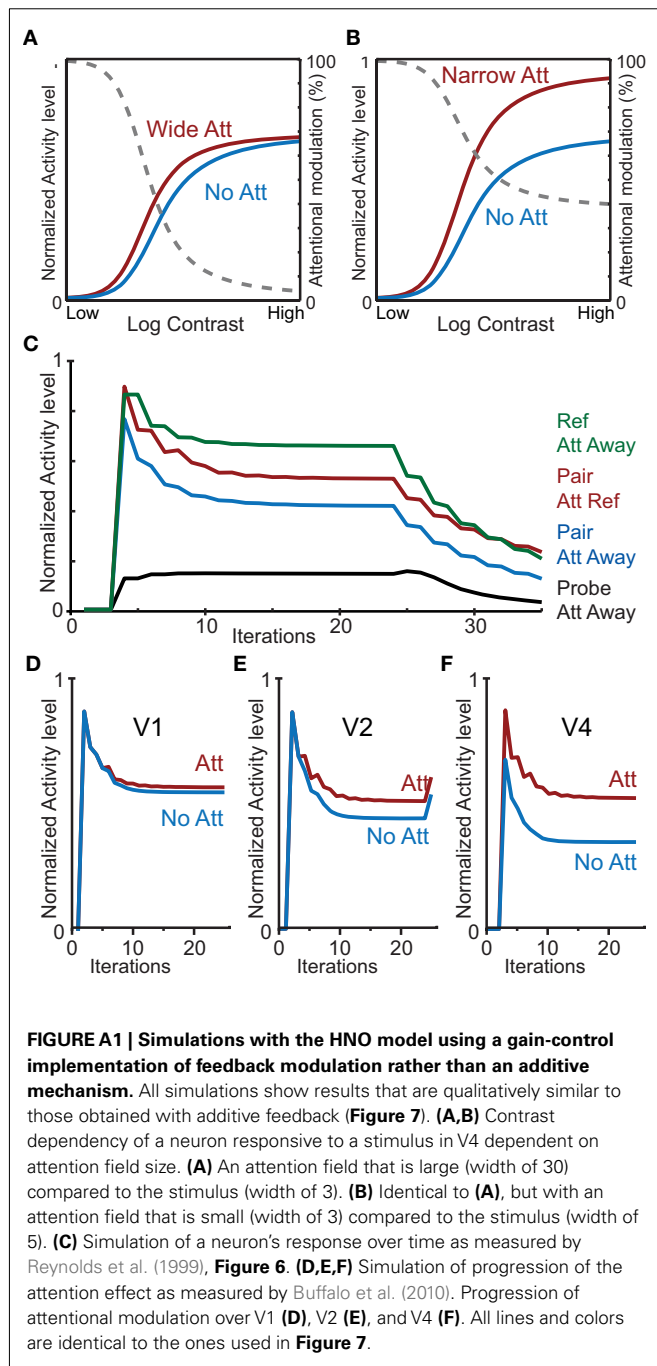 A
B
1
100
Normalized Activity level
Wide Att
No Att
Attentional modulation (%)
0
0
Low
High
Log Contrast
1
100
Normalized Activity level
Narrow Att
No Att
Attentional modulation (%)
0
0
Low
High
Log Contrast
C
1
Normalized Activity level
0
0
10
20
30
Iterations
Ref
Att Away
Pair
Att Ref
Pair
Att Away
Probe
Att Away
D
E
F
1
Normalized Activity level
V1
Att
No Att
0
0
10
20
Iterations
1
Normalized Activity level
V2
Att
No Att
0
0
10
20
Iterations
1
Normalized Activity level
V4
Att
No Att
0
0
10
20
Iterations
FIGURE A1 | Simulations with the HNO model using a gain-control
implementation of feedback modulation rather than an additive
mechanism. All simulations show results that are qualitatively similar to
those obtained with additive feedback (Figure 7). (A,B) Contrast
dependency of a neuron responsive to a stimulus in V4 dependent on
attention field size. (A) An attention field that is large (width of 30)
compared to the stimulus (width of 3). (B) Identical to (A), but with an
attention field that is small (width of 3) compared to the stimulus (width of
5). (C) Simulation of a neuron's response over time as measured by
Reynolds et al. (1999), Figure 6. (D,E,F) Simulation of progression of the
attention effect as measured by Buffalo et al. (2010). Progression of
attentional modulation over V1 (D), V2 (E), and V4 (F). All lines and colors
are identical to the ones used in Figure 7.